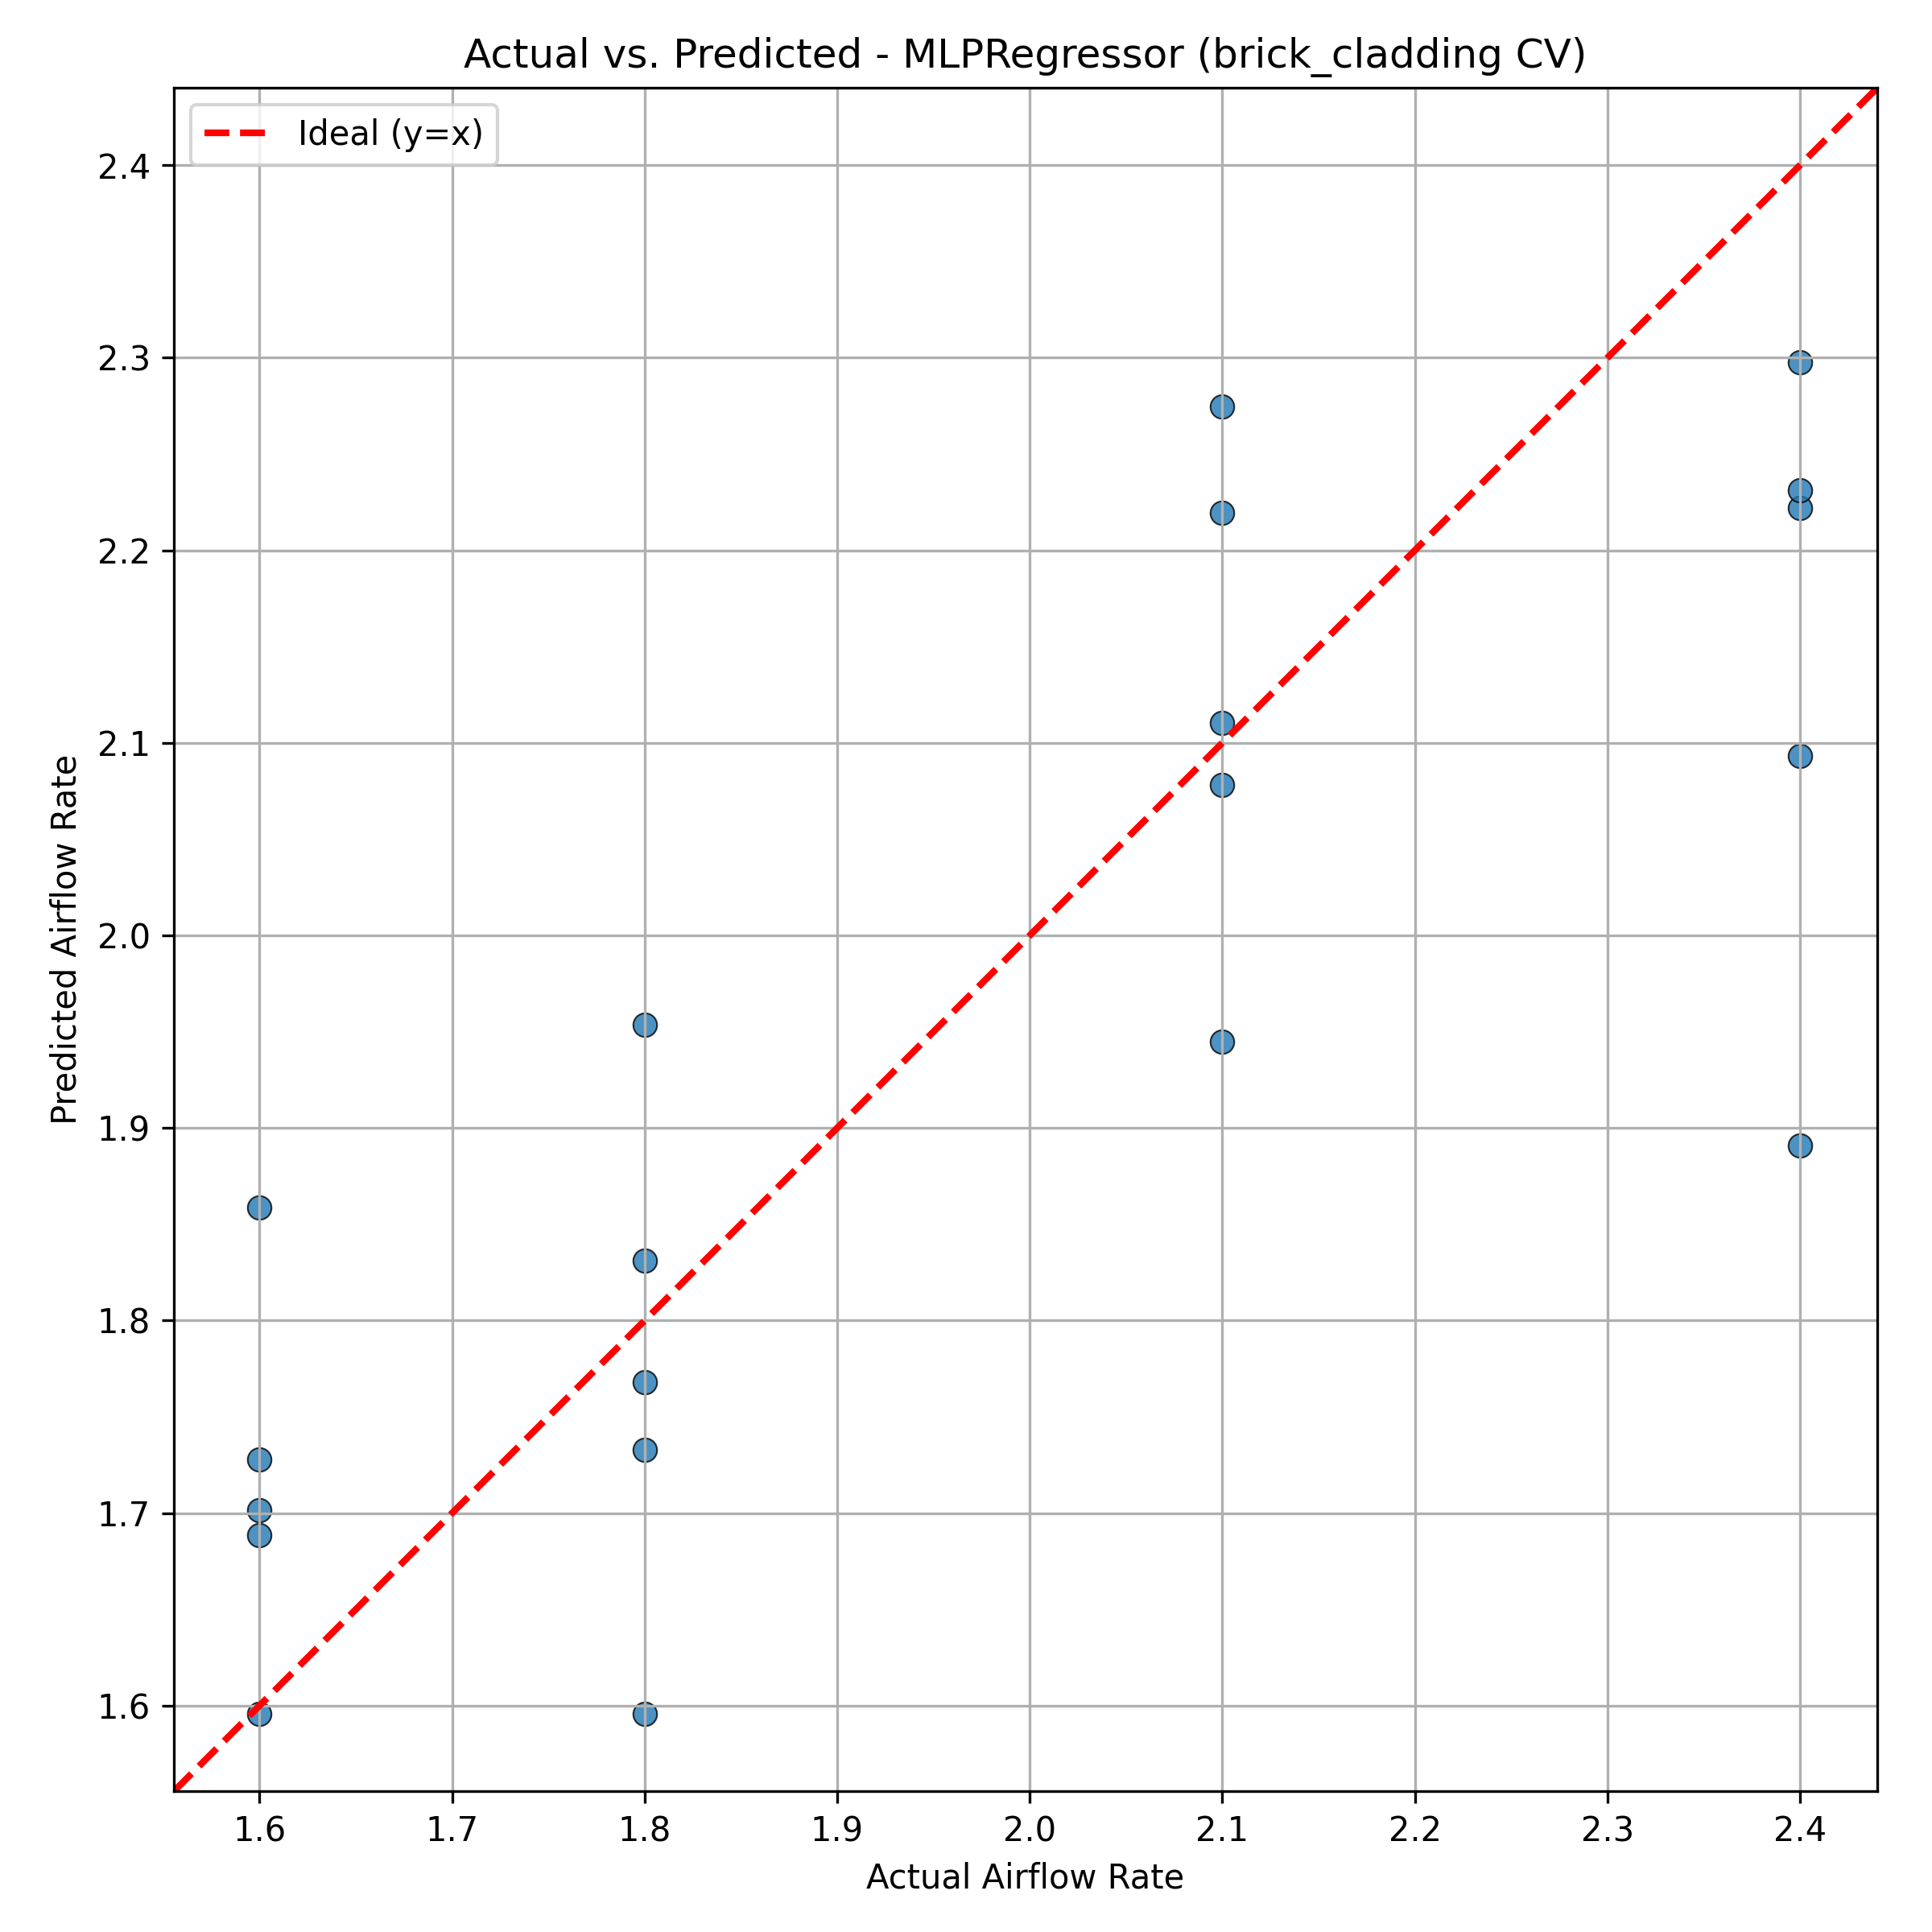 Actual vs. Predicted - MLPRegressor (brick_cladding CV)
Ideal (y=x)
Predicted Airflow Rate
2.4
2.3
2.2
2.1
2.0
1.9
1.8
1.7
1.6
1.6 1.7 1.8 1.9 2.0 2.1 2.2 2.3 2.4
Actual Airflow Rate